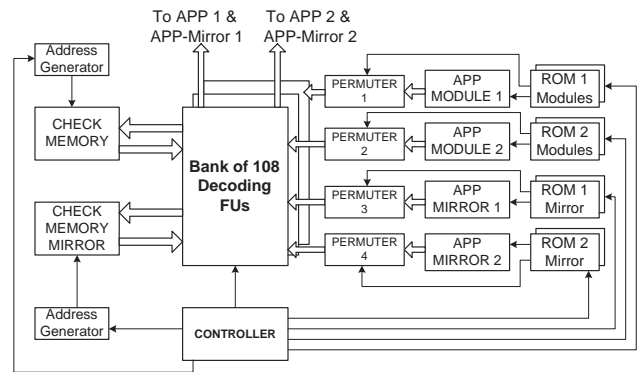 To APP 1 &
APP-Mirror 1
To APP 2 &
APP-Mirror 2
Address
Generator
CHECK
MEMORY
CHECK
MEMORY
MIRROR
Address
Generator
Bank of 108
Decoding
FUs
CONTROLLER
PERMUTER
1
APP
MODULE 1
ROM 1
Modules
PERMUTER
2
APP
MODULE 2
ROM 2
Modules
PERMUTER
3
APP
MIRROR 1
ROM 1
Mirror
PERMUTER
4
APP
MIRROR 2
ROM 2
Mirror